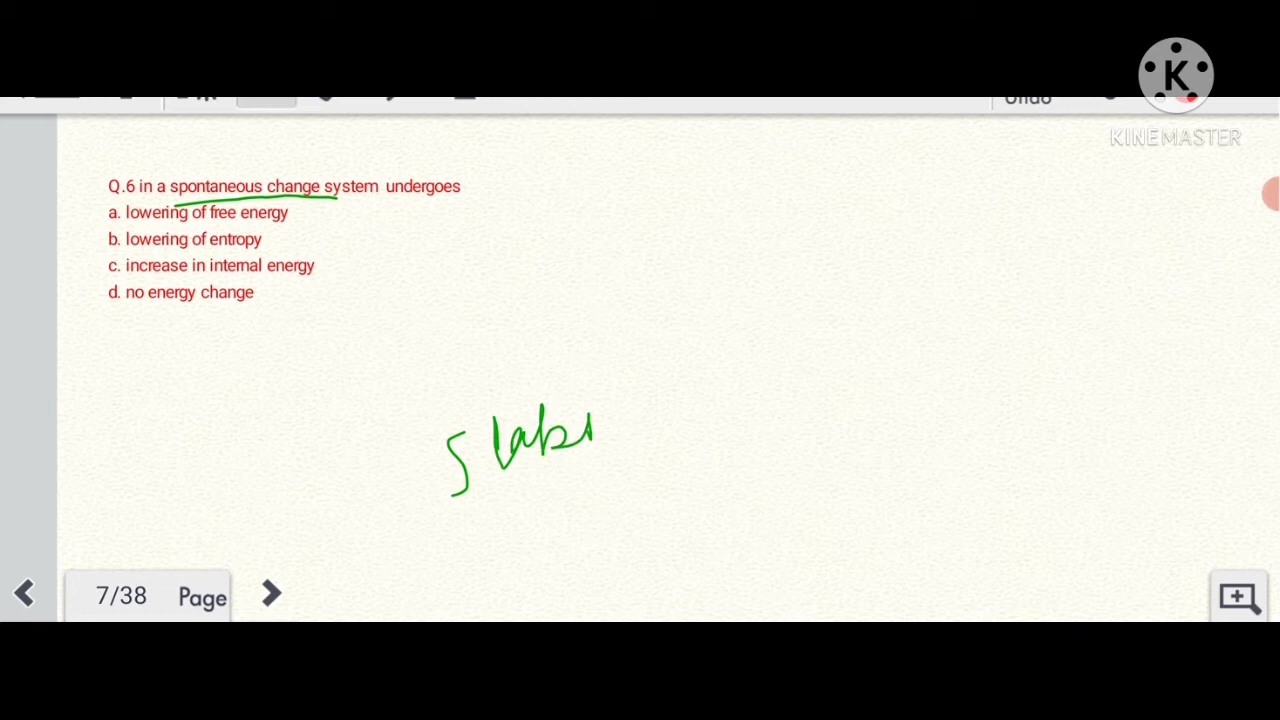 Undo
K
KINEMASTER
Q.6 in a spontaneous change system undergoes
a. lowering of free energy
b. lowering of entropy
c. increase in internal energy
d. no energy change
7/38 Page